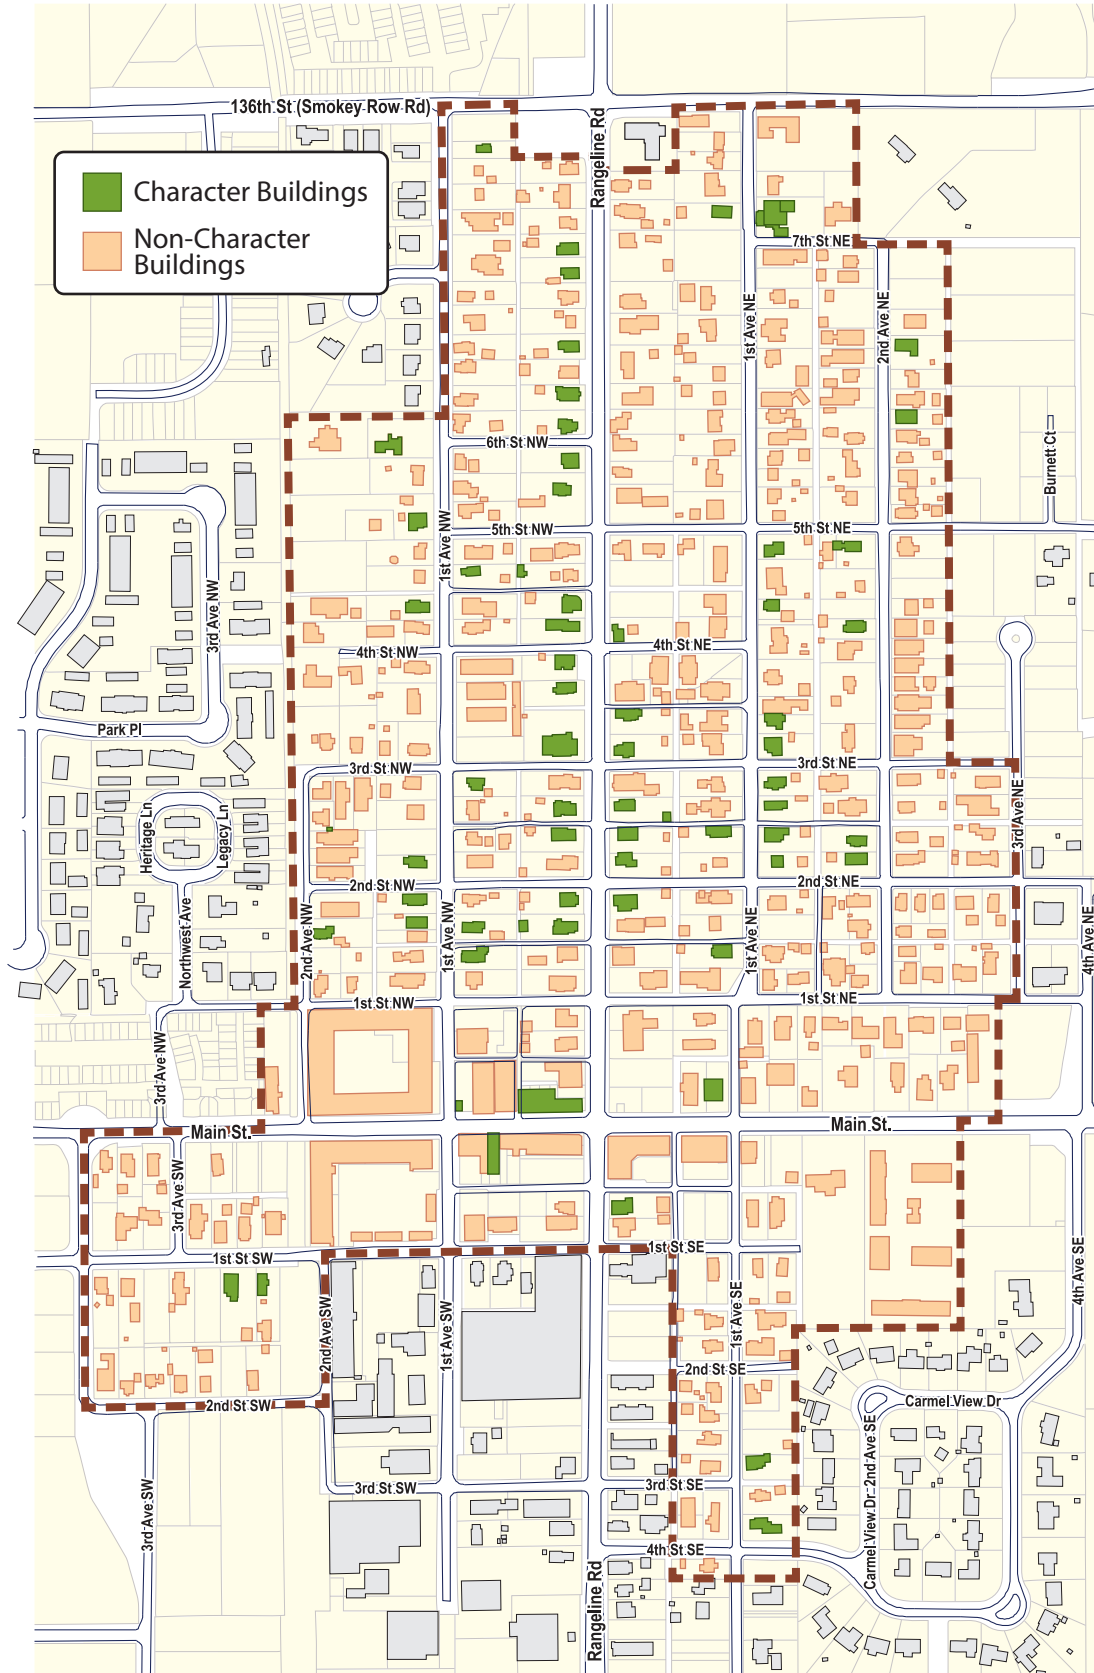 136th St (Smokey Row Rd)
Rangeline Rd
Character Buildings
Non-Character
Buildings
7th St NE
1st Ave NE
2nd Ave NE
6th St NW
Burnett Ct
5th St NW
5th St NE
1st Ave NW
3rd Ave NW
4th St NW
4th St NE
Park Pl
3rd St NW
3rd St NE
3rd Ave NE
Heritage Ln
Legacy Ln
2nd St NW
2nd St NE
Northwest Ave
2nd Ave NW
1st Ave NW
1st Ave NE
4th Ave NE
1st St NW
1st St NE
3rd Ave NW
Main St.
Main St.
3rd Ave SW
1st St SW
1st St SE
4th Ave SE
2nd Ave SW
1st Ave SW
1st Ave SE
2nd St SE
2nd St SW
Carmel View Dr
2nd Ave SE
Carmel View Dr
3rd St SW
3rd St SE
3rd Ave SW
4th St SE
Rangeline Rd